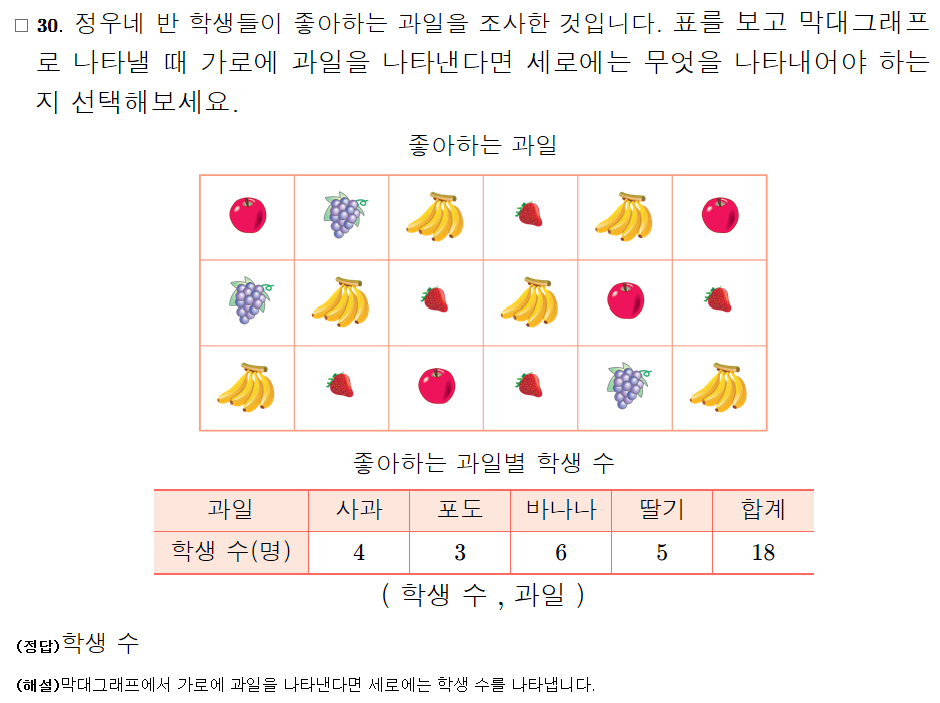 □ 30. 정우네 반 학생들이 좋아하는 과일을 조사한 것입니다. 표를 보고 막대그래프
로 나타낼 때 가로에 과일을 나타낸다면 세로에는 무엇을 나타내어야 하는
지 선택해보세요.
좋아하는 과일
좋아하는 과일별 학생 수
과일 사과 포도 바나나 딸기 합계
학생 수(명) 4 3 6 5 18
( 학생 수 , 과일 )
(정답)학생 수
(해설)막대그래프에서 가로에 과일을 나타낸다면 세로에는 학생 수를 나타냅니다.